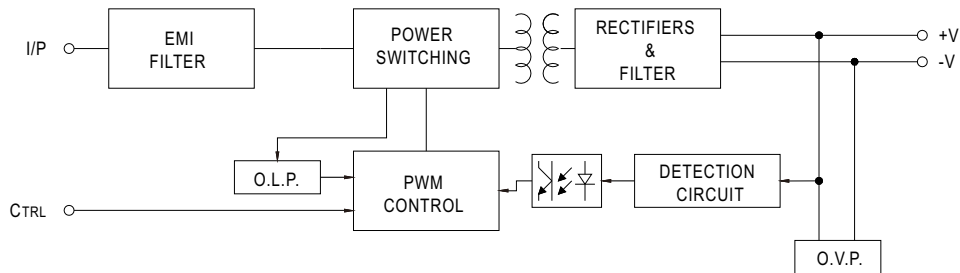 I/P
EMI
FILTER
POWER
SWITCHING
RECTIFIERS
&
FILTER
+V
-V
O.L.P.
PWM
CONTROL
DETECTION
CIRCUIT
CTRL
O.V.P.